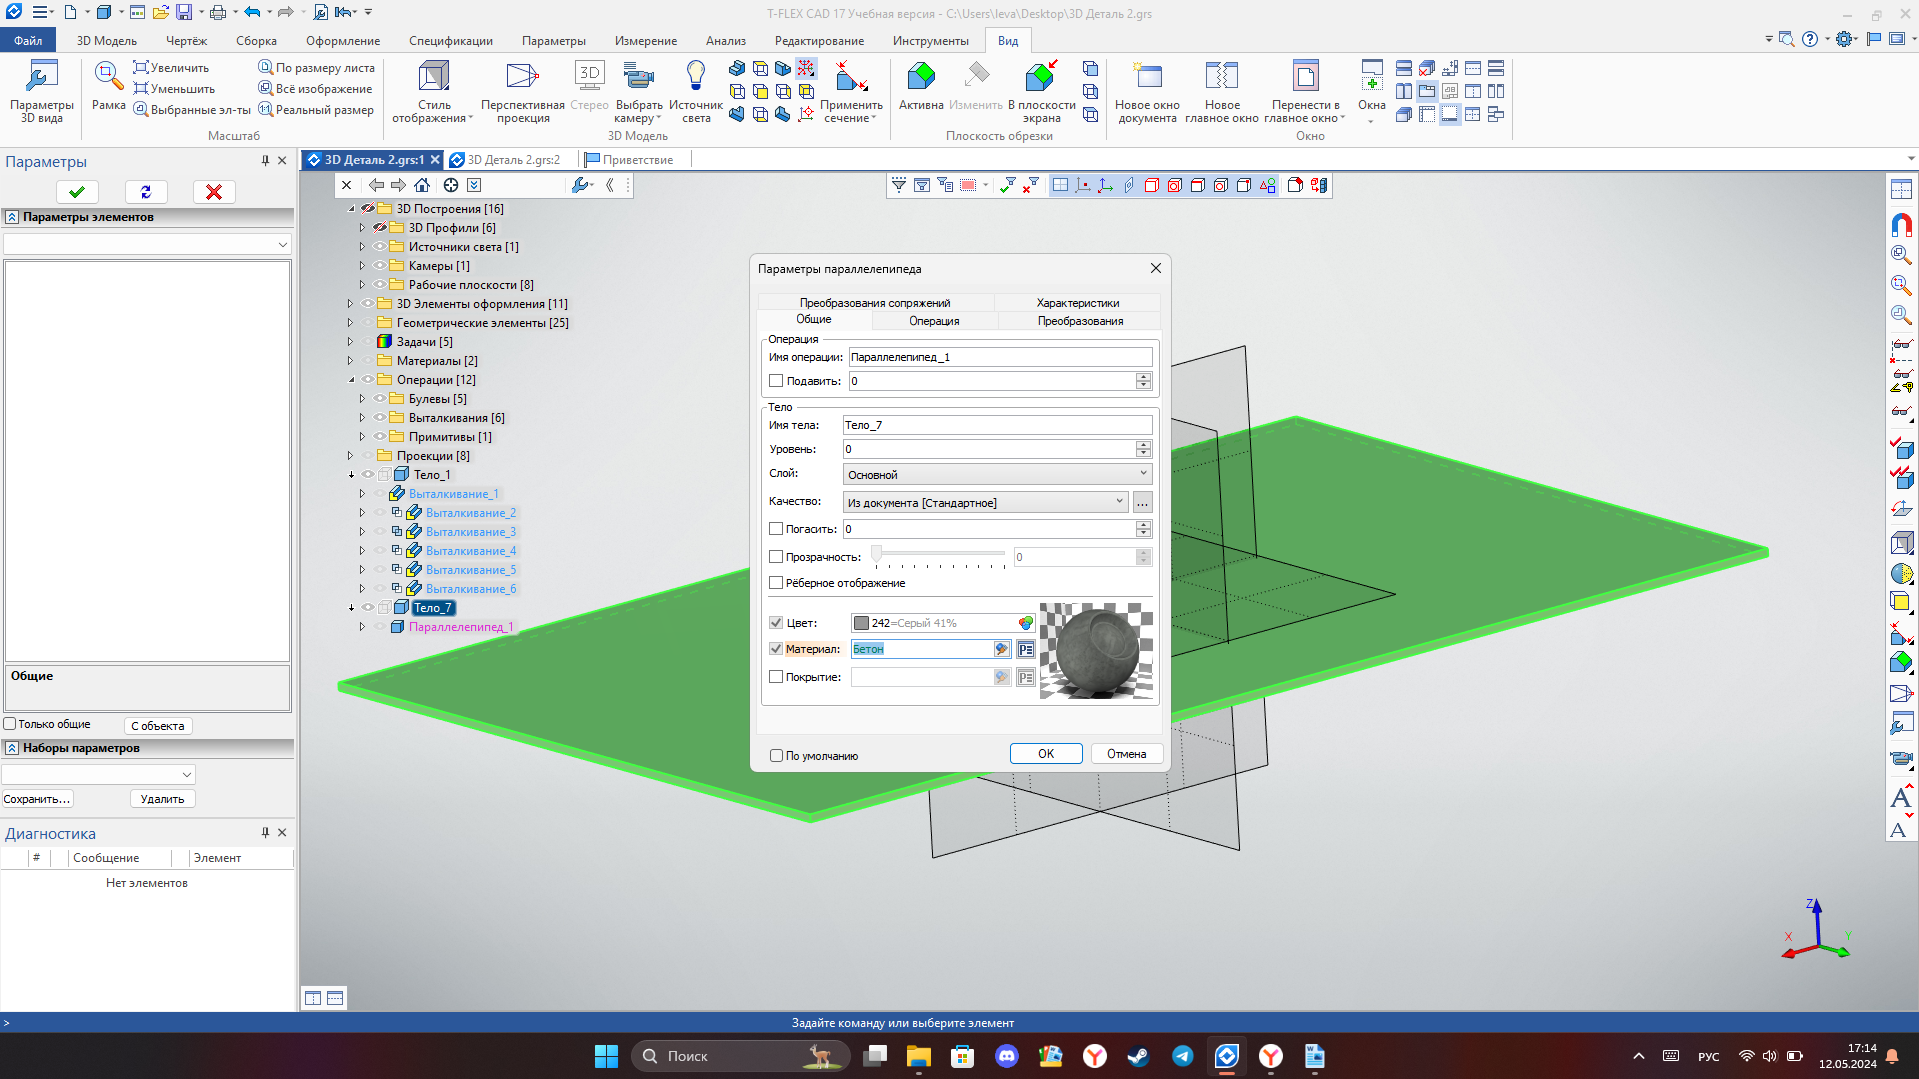 T-FLEX CAD 17 Учебная версия - C:\Users\leva\Desktop\3D Деталь 2.grs
Файл
3D Модель
Чертёж
Сборка
Оформление
Спецификации
Параметры
Измерение
Анализ
Редактирование
Инструменты
Вид
Параметры
3D вида
Рамка
Увеличить
Уменьшить
Выбранные эл-ты
По размеру листа
Всё изображение
Реальный размер
Масштаб
Стиль
отображения
Перспективная
проекция
3D
Стерео
Выбрать
камеру
Источник
света
Применить
сечение
3D Модель
Активна
Изменить
В плоскости
экрана
Плоскость обрезки
Новое окно
документа
Новое
главное окно
Перенести в
главное окно
Окна
Окно
Параметры
3D Деталь 2.grs:1
3D Деталь 2.grs:2
Приветствие
Параметры элементов
Общие
Только общие
С объекта
Наборы параметров
Сохранить...
Удалить
Диагностика
#
Сообщение
Элемент
Нет элементов
3D Построения [16]
3D Профили [6]
Источники света [1]
Камеры [1]
Рабочие плоскости [8]
3D Элементы оформления [11]
Геометрические элементы [25]
Задачи [5]
Материалы [2]
Операции [12]
Булевы [5]
Выталкивания [6]
Примитивы [1]
Проекции [8]
Тело_1
Выталкивание_1
Выталкивание_2
Выталкивание_3
Выталкивание_4
Выталкивание_5
Выталкивание_6
Тело_7
Параллелепипед_1
Параметры параллелепипеда
Преобразования сопряжений
Характеристики
Общие
Операция
Преобразования
Операция
Имя операции:
Параллелепипед_1
Подавить:
0
Тело
Имя тела:
Тело_7
Уровень:
0
Слой:
Основной
Качество:
Из документа [Стандартное]
...
Погасить:
0
Прозрачность:
0
Рёберное отображение
Цвет:
242=Серый 41%
Материал:
Бетон
Покрытие:
По умолчанию
OK
Отмена
Z
X
Y
>
Задайте команду или выберите элемент
Поиск
РУС
17:14
12.05.2024